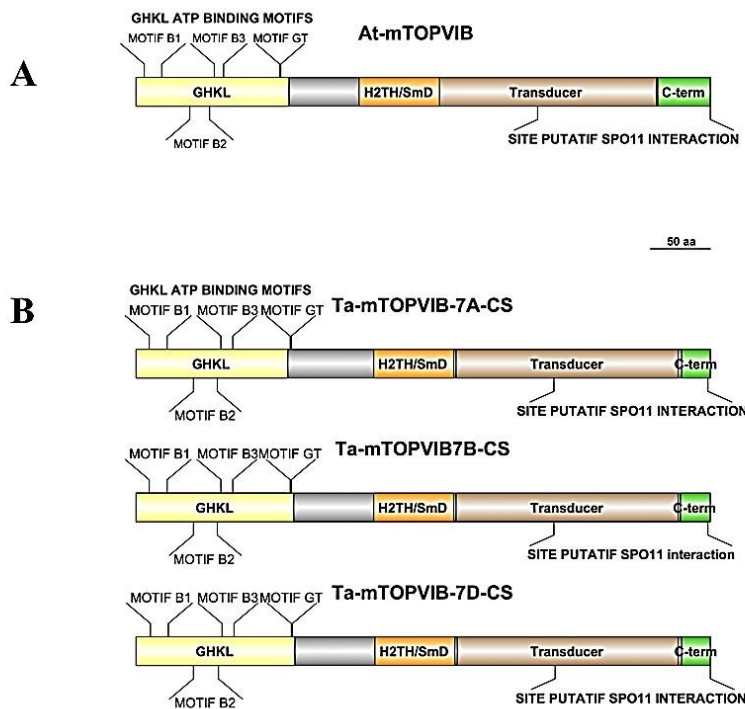 A
GHKL ATP BINDING MOTIFS
At-mTOPVIB
MOTIF B1 MOTIF B3 MOTIF GT
GHKL H2TH/SmD Transducer C-term
MOTIF B2 SITE PUTATIF SPO11 INTERACTION
50 aa
B
GHKL ATP BINDING MOTIFS
MOTIF B1 MOTIF B3 MOTIF GT Ta-mTOPVIB-7A-CS
GHKL H2TH/SmD Transducer C-term
MOTIF B2 SITE PUTATIF SPO11 INTERACTION
MOTIF B1 MOTIF B3 MOTIF GT Ta-mTOPVIB7B-CS
GHKL H2TH/SmD Transducer C-term
MOTIF B2 SITE PUTATIF SPO11 interaction
MOTIF B1 MOTIF B3 MOTIF GT Ta-mTOPVIB-7D-CS
GHKL H2TH/SmD Transducer C-term
MOTIF B2 SITE PUTATIF SPO11 INTERACTION